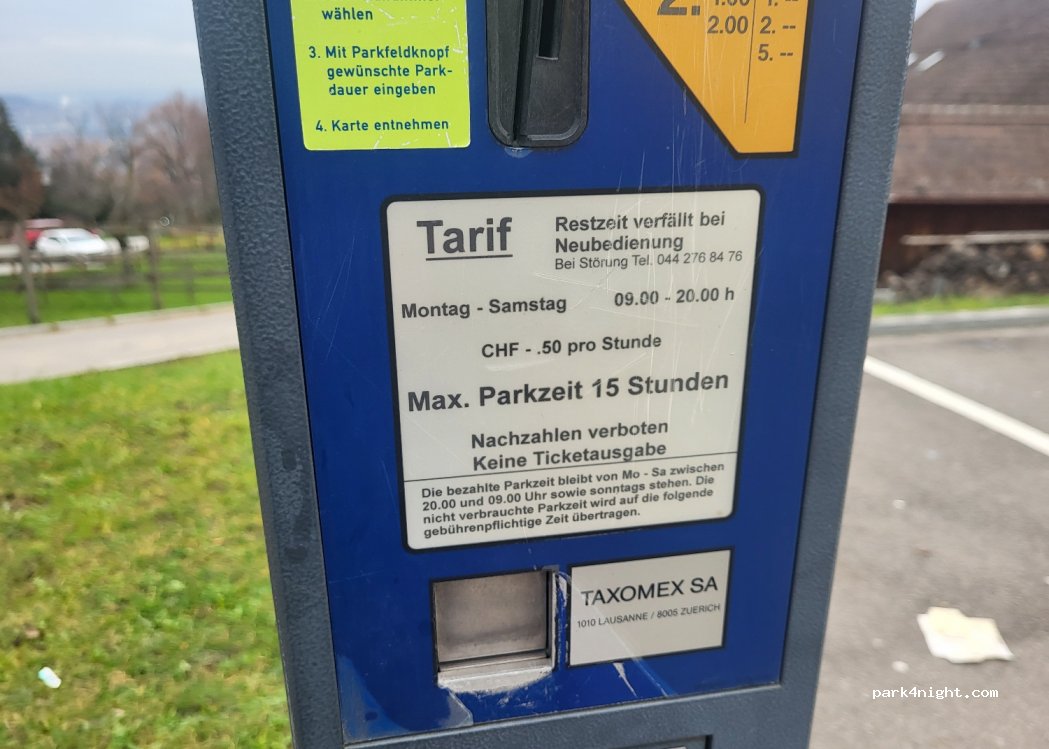 wählen
3. Mit Parkfeldknopf
gewünschte Park-
dauer eingeben
4. Karte entnehmen
2.
1.00 1. --
2.00 2. --
5. --
Tarif
Restzeit verfällt bei
Neubedienung
Bei Störung Tel. 044 276 84 76
Montag - Samstag 09.00 - 20.00 h
CHF - .50 pro Stunde
Max. Parkzeit 15 Stunden
Nachzahlen verboten
Keine Ticketausgabe
Die bezahlte Parkzeit bleibt von Mo - Sa zwischen
20.00 und 09.00 Uhr sowie sonntags stehen. Die
nicht verbrauchte Parkzeit wird auf die folgende
gebührenpflichtige Zeit übertragen.
TAXOMEX SA
1010 LAUSANNE / 8005 ZUERICH
park4night.com